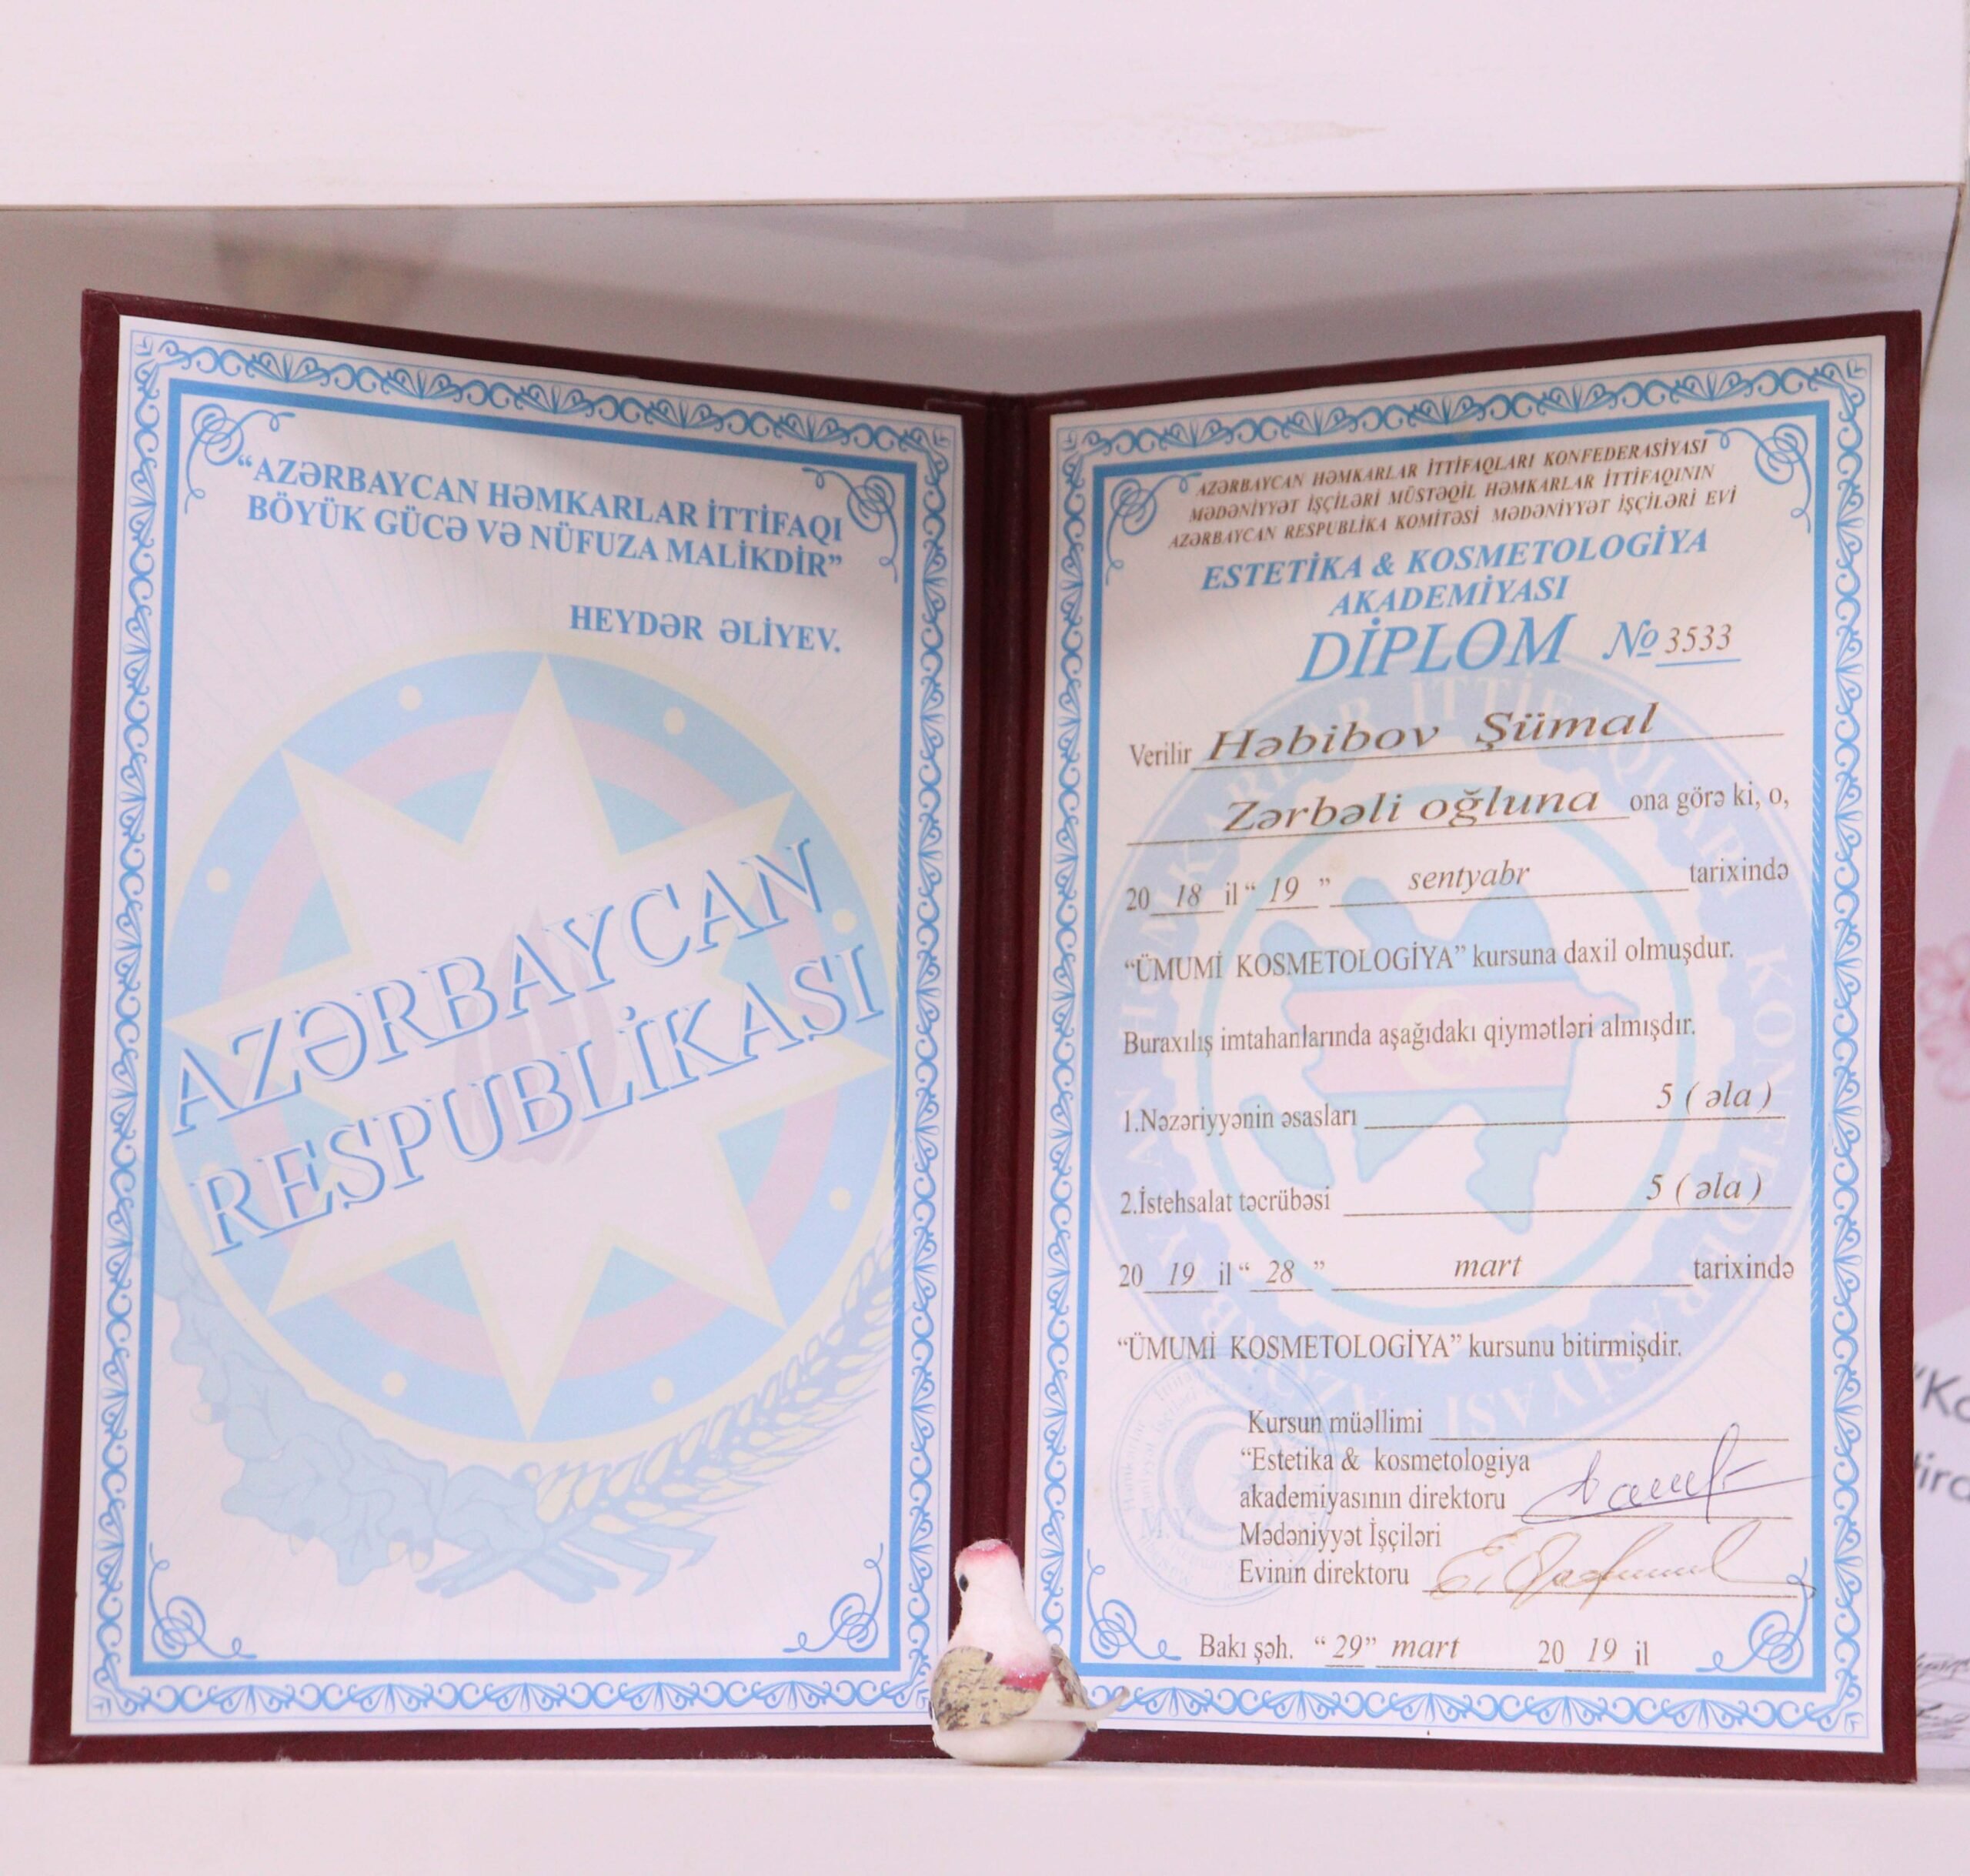 “AZƏRBAYCAN HƏMKARLAR İTTİFAQI
BÖYÜK GÜCƏ VƏ NÜFUZA MALİKDİR”
HEYDƏR ƏLİYEV.
AZƏRBAYCAN
RESPUBLİKASI
AZƏRBAYCAN HƏMKARLAR İTTİFAQLARI KONFEDERASİYASI
MƏDƏNİYYƏT İŞÇİLƏRİ MÜSTƏQİL HƏMKARLAR İTTİFAQININ
AZƏRBAYCAN RESPUBLİKA KOMİTƏSİ MƏDƏNİYYƏT İŞÇİLƏRİ EVİ
ESTETİKA & KOSMETOLOGİYA
AKADEMİYASI
DİPLOM № 3533
Verilir Həbibov Şümal
Zərbəli oğluna ona görə ki, o,
20 18 il “ 19 ” sentyabr tarixində
“ÜMUMİ KOSMETOLOGİYA” kursuna daxil olmuşdur.
Buraxılış imtahanlarında aşağıdakı qiymətləri almışdır.
1.Nəzəriyyənin əsasları 5 ( əla )
2.İstehsalat təcrübəsi 5 ( əla )
20 19 il “ 28 ” mart tarixində
“ÜMUMİ KOSMETOLOGİYA” kursunu bitirmişdir.
Kursun müəllimi
“Estetika & kosmetologiya
akademiyasının direktoru
Mədəniyyət İşçiləri
Evinin direktoru
M.Y.
Bakı şəh. “ 29” mart 20 19 il